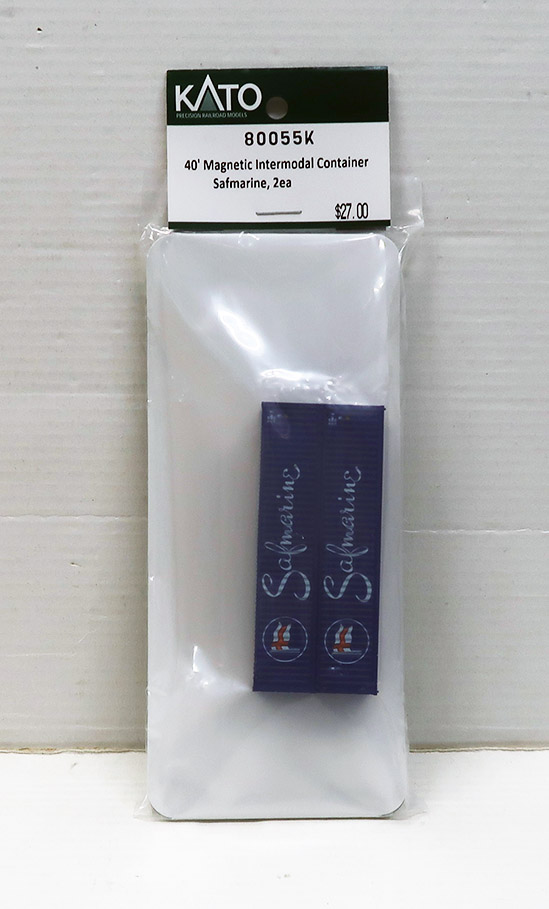 KATO
PRECISION RAILROAD MODELS
80055K
40' Magnetic Intermodal Container
Safmarine, 2ea
$27.00
Safmarine
Safmarine